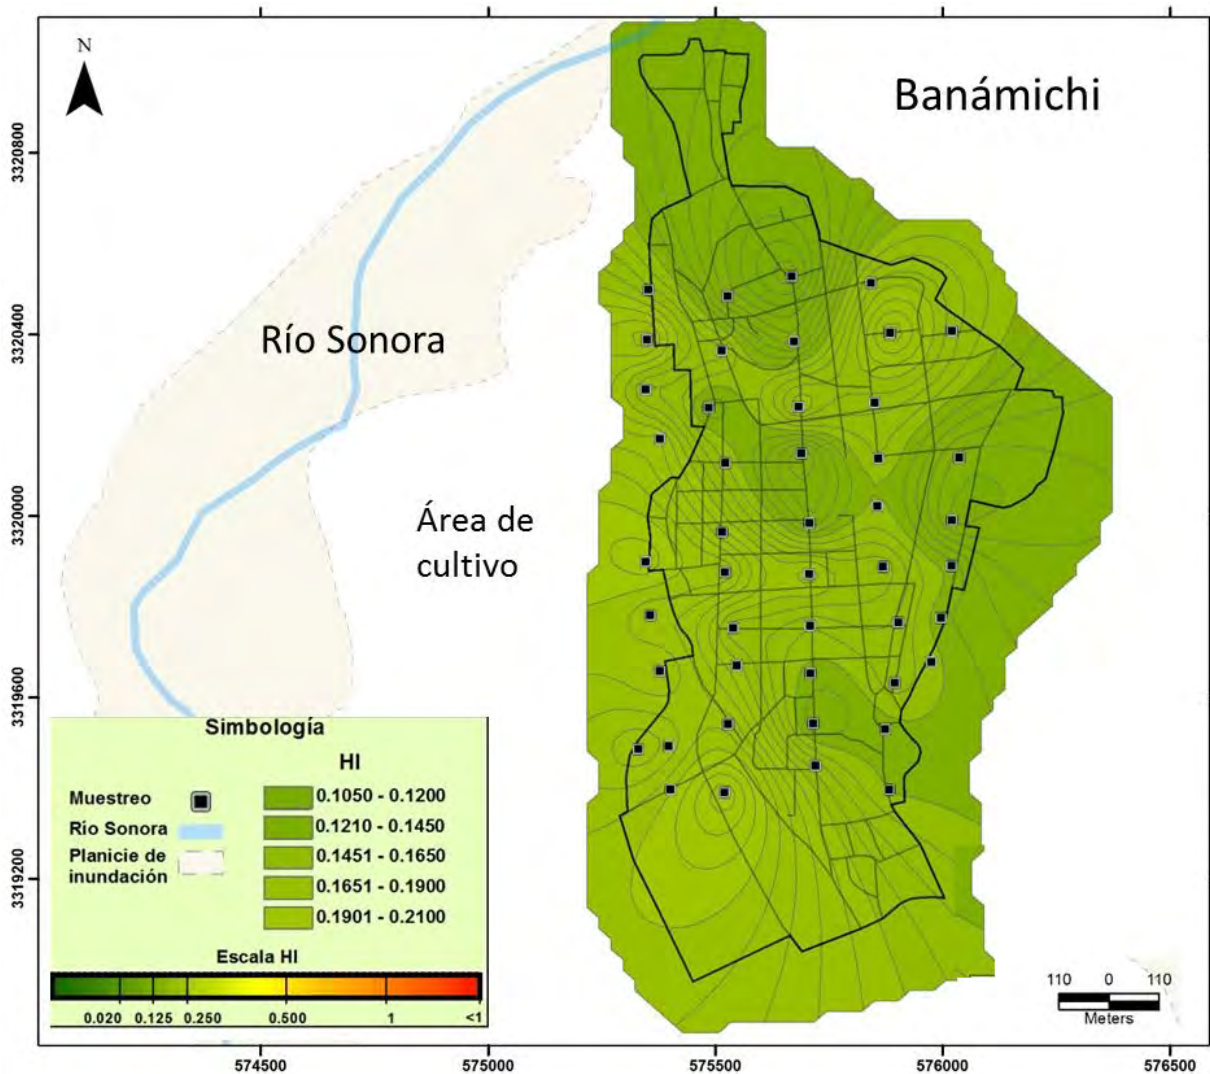 N
Banámichi
Río Sonora
Área de
cultivo
3320800
3320400
3320000
3319600
3319200
Simbología
HI
Muestreo
Río Sonora
Planicie de
inundación
0.1050 - 0.1200
0.1210 - 0.1450
0.1451 - 0.1650
0.1651 - 0.1900
0.1901 - 0.2100
Escala HI
0.020 0.125 0.250 0.500 1 <1
110 0 110
Meters
574500 575000 575500 576000 576500